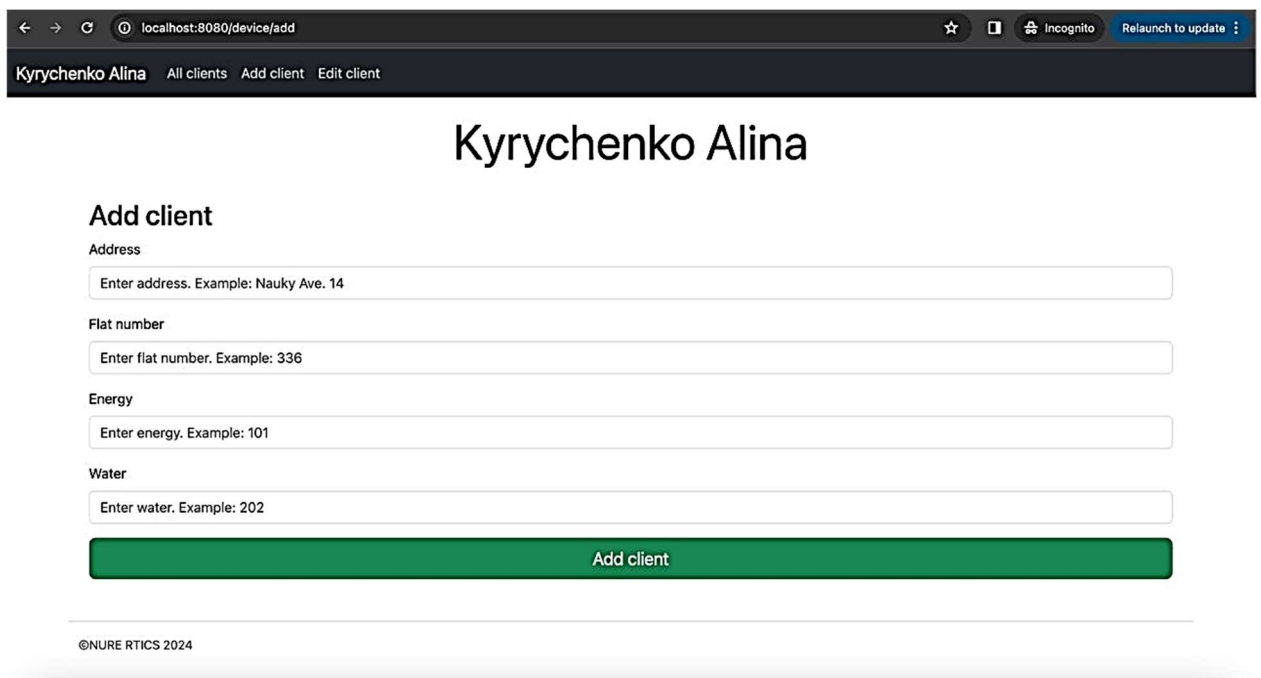 localhost:8080/device/add Incognito Relaunch to update
Kyrychenko Alina All clients Add client Edit client
Kyrychenko Alina
Add client
Address
Enter address. Example: Nauky Ave. 14
Flat number
Enter flat number. Example: 336
Energy
Enter energy. Example: 101
Water
Enter water. Example: 202
Add client
©NURE RTICS 2024